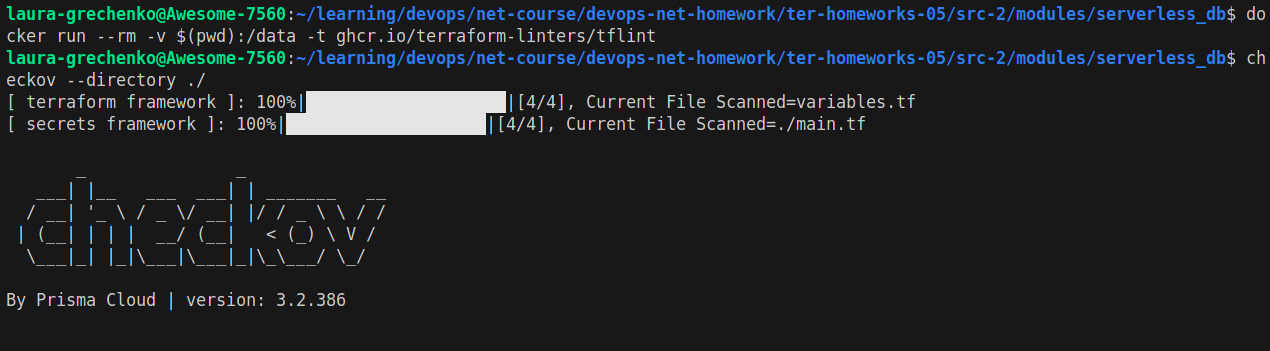 laura-grechenko@Awesome-7560:~/learning/devops/net-course/devops-net-homework/ter-homeworks-05/src-2/modules/serverless_db$ do
cker run --rm -v $(pwd):/data -t ghcr.io/terraform-linters/tflint
laura-grechenko@Awesome-7560:~/learning/devops/net-course/devops-net-homework/ter-homeworks-05/src-2/modules/serverless_db$ ch
eckov --directory ./
[ terraform framework ]: 100%|████████████████████|[4/4], Current File Scanned=variables.tf
[ secrets framework ]: 100%|████████████████████|[4/4], Current File Scanned=./main.tf
       _               _
   ___| |__   ___  ___| | _______   __
  / __| '_ \ / _ \/ __| |/ / _ \ \ / /
 | (__| | | |  __/ (__|   < (_) \ V /
  \___|_| |_|\___|\___|_|\_\___/ \_/
By Prisma Cloud | version: 3.2.386